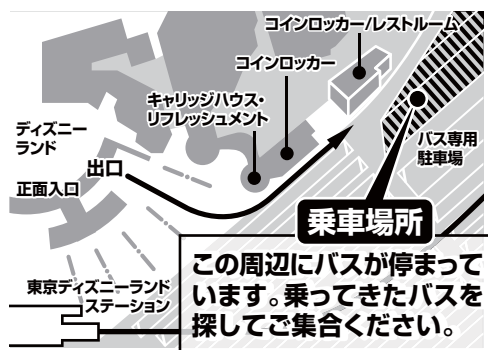 コインロッカー/レストルーム
コインロッカー
キャリッジハウス・
リフレッシュメント
ディズニー
ランド
出口
正面入口
バス専用
駐車場
乗車場所
東京ディズニーランド
ステーション
この周辺にバスが停まって
います。乗ってきたバスを
探してご集合ください。